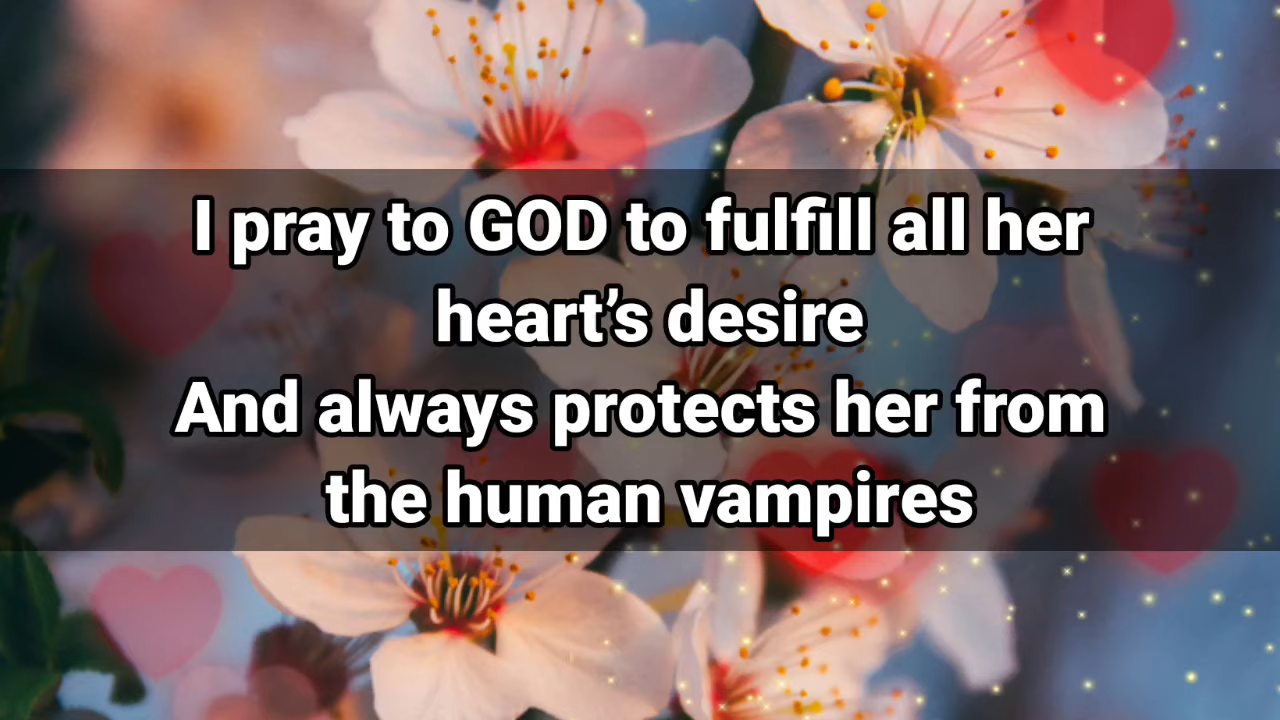 I pray to GOD to fulfill all her
heart’s desire
And always protects her from
the human vampires